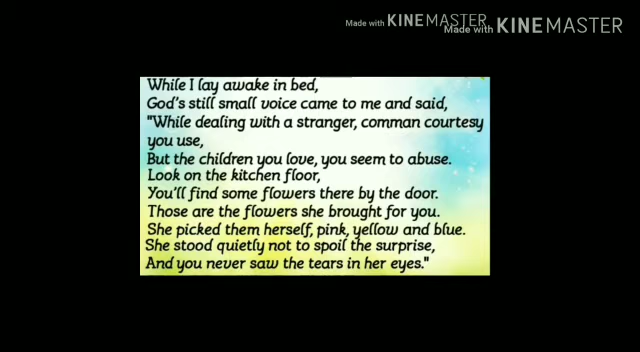 Made with KINEMASTER
Made with KINEMASTER
While I lay awake in bed,
God's still small voice came to me and said,
"While dealing with a stranger, comman courtesy
you use,
But the children you love, you seem to abuse.
Look on the kitchen floor,
You'll find some flowers there by the door.
Those are the flowers she brought for you.
She picked them herself, pink, yellow and blue.
She stood quietly not to spoil the surprise,
And you never saw the tears in her eyes."